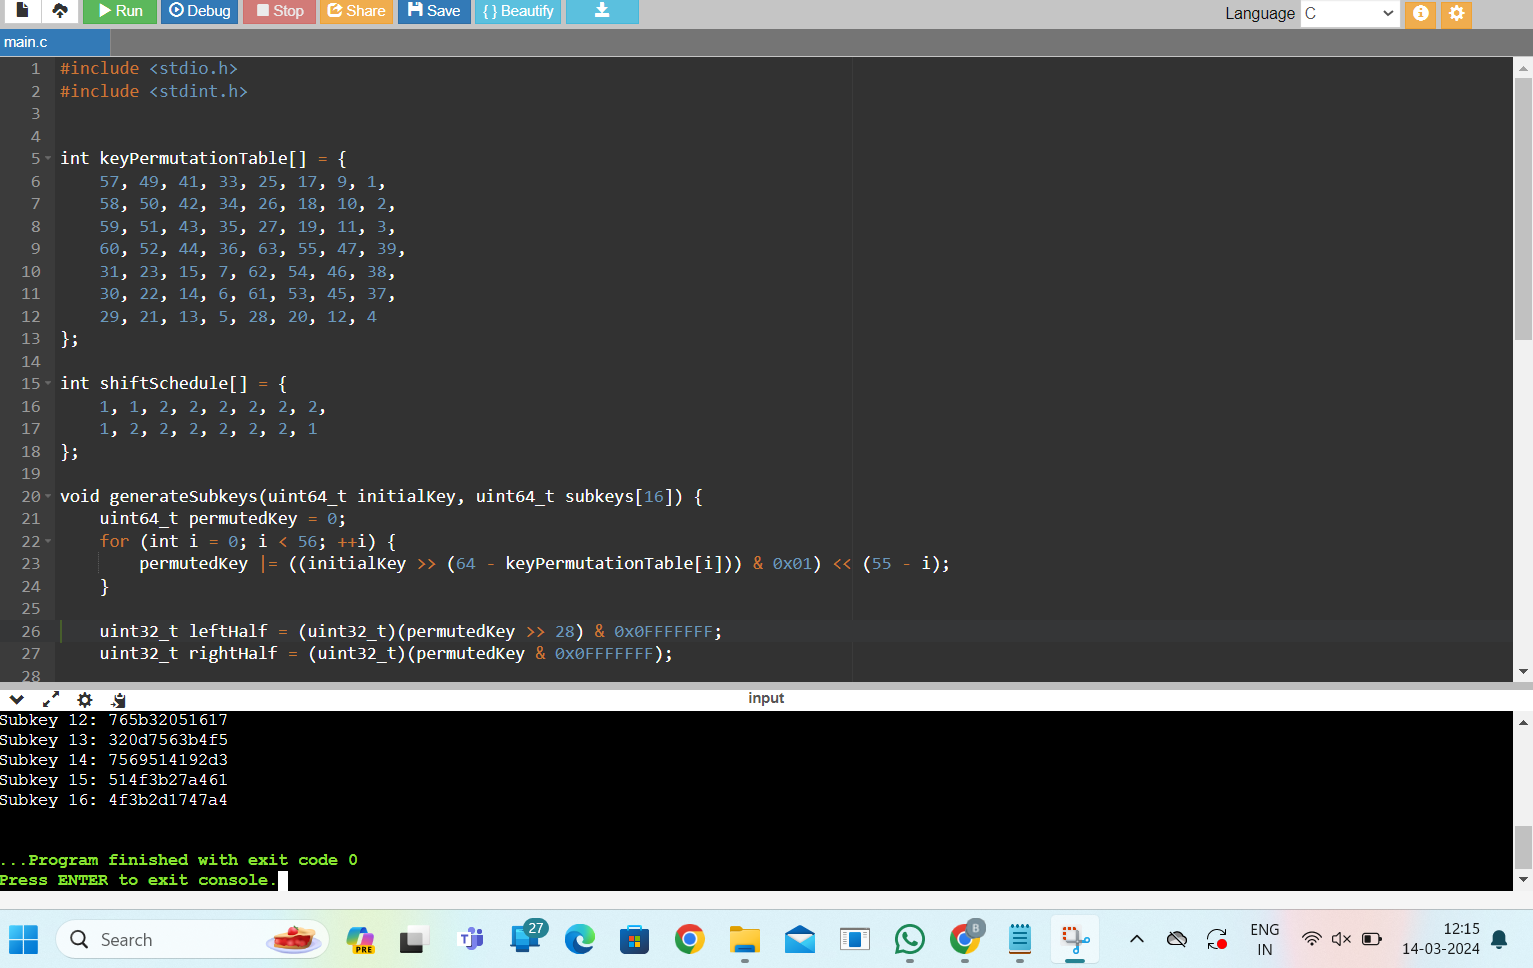 Run Debug Stop Share Save { } Beautify Language C
main.c
1 #include <stdio.h>
2 #include <stdint.h>
3
4
5 int keyPermutationTable[] = {
6 57, 49, 41, 33, 25, 17, 9, 1,
7 58, 50, 42, 34, 26, 18, 10, 2,
8 59, 51, 43, 35, 27, 19, 11, 3,
9 60, 52, 44, 36, 63, 55, 47, 39,
10 31, 23, 15, 7, 62, 54, 46, 38,
11 30, 22, 14, 6, 61, 53, 45, 37,
12 29, 21, 13, 5, 28, 20, 12, 4
13 };
14
15 int shiftSchedule[] = {
16 1, 1, 2, 2, 2, 2, 2, 2,
17 1, 2, 2, 2, 2, 2, 2, 1
18 };
19
20 void generateSubkeys(uint64_t initialKey, uint64_t subkeys[16]) {
21 uint64_t permutedKey = 0;
22 for (int i = 0; i < 56; ++i) {
23 permutedKey |= ((initialKey >> (64 - keyPermutationTable[i])) & 0x01) << (55 - i);
24 }
25
26 uint32_t leftHalf = (uint32_t)(permutedKey >> 28) & 0x0FFFFFFF;
27 uint32_t rightHalf = (uint32_t)(permutedKey & 0x0FFFFFFF);
28
input
Subkey 12: 765b32051617
Subkey 13: 320d7563b4f5
Subkey 14: 7569514192d3
Subkey 15: 514f3b27a461
Subkey 16: 4f3b2d1747a4
...Program finished with exit code 0
Press ENTER to exit console.
Search PRE 27 B ENG IN 12:15
14-03-2024